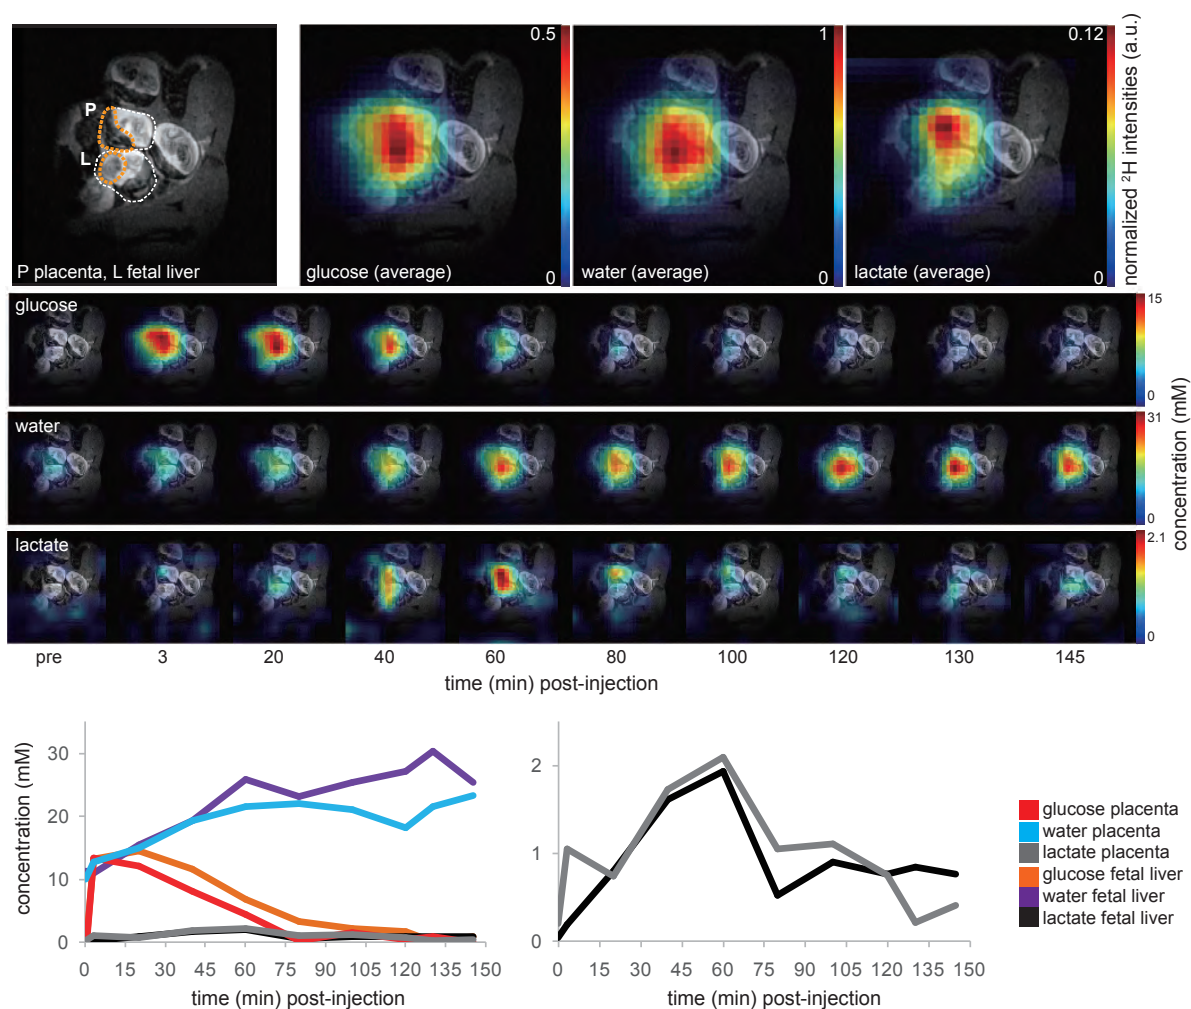 P
L
P placenta, L fetal liver
0.5
glucose (average)
0
1
water (average)
0
0.12
lactate (average)
0
normalized ²H intensities (a.u.)
glucose
15
0
water
31
0
lactate
2.1
0
concentration (mM)
pre 3 20 40 60 80 100 120 130 145
time (min) post-injection
concentration (mM)
30
20
10
0
0 15 30 45 60 75 90 105 120 135 150
time (min) post-injection
2
1
0
0 15 30 45 60 75 90 105 120 135 150
time (min) post-injection
glucose placenta
water placenta
lactate placenta
glucose fetal liver
water fetal liver
lactate fetal liver